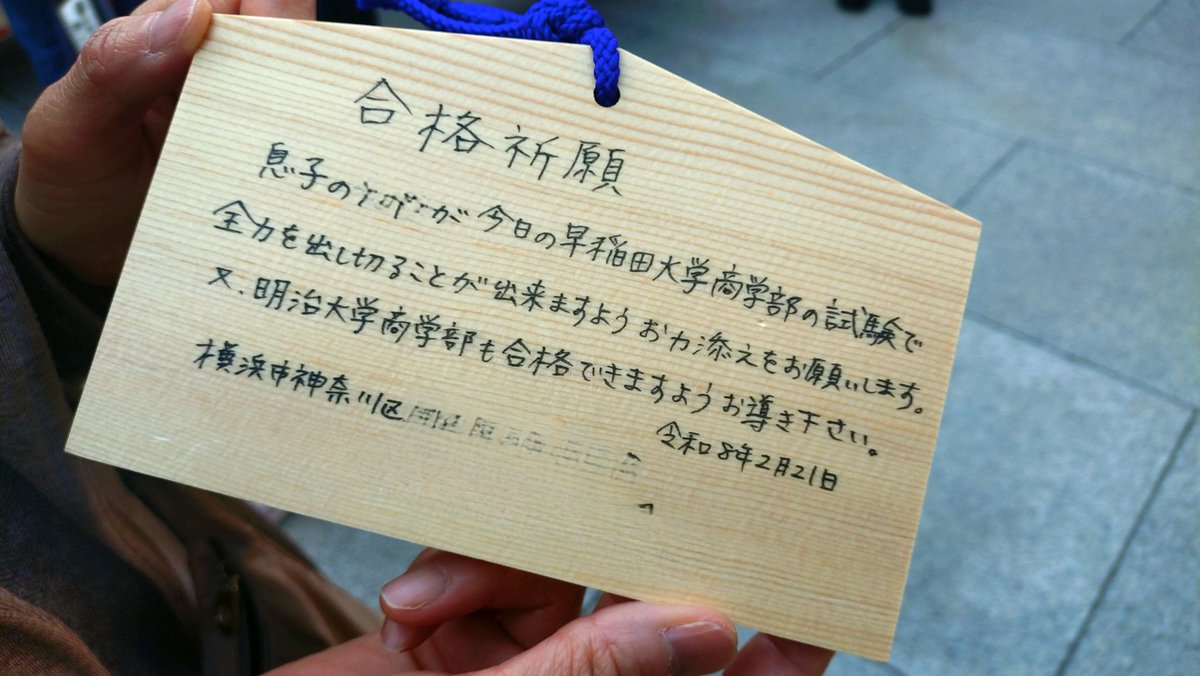 合格祈願
息子の が 今日の早稲田大学商学部の試験で
全力を出し切ることが出来ますようお力添えをお願いします。
又、明治大学商学部も合格できますようお導き下さい。
令和8年2月21日
横浜市神奈川区